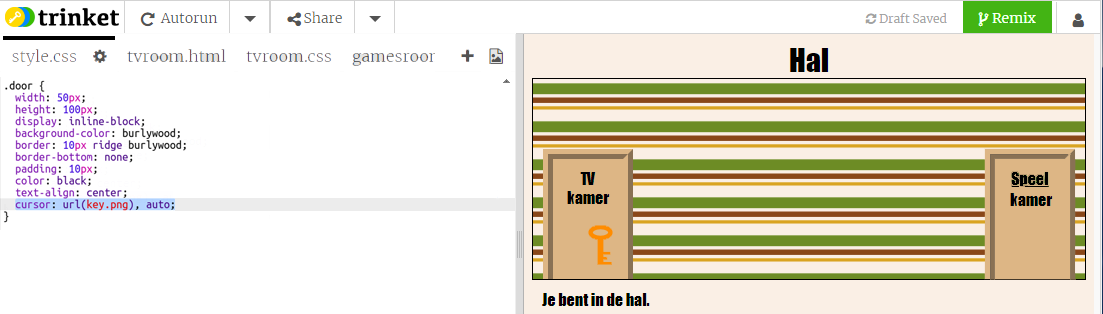 trinket Autorun Share Draft Saved Remix
style.css tvroom.html tvroom.css gamesroor
.door {
width: 50px;
height: 100px;
display: inline-block;
background-color: burlywood;
border: 10px ridge burlywood;
border-bottom: none;
padding: 10px;
color: black;
text-align: center;
cursor: url(key.png), auto;
}
Hal
TV
kamer
Speel
kamer
Je bent in de hal.